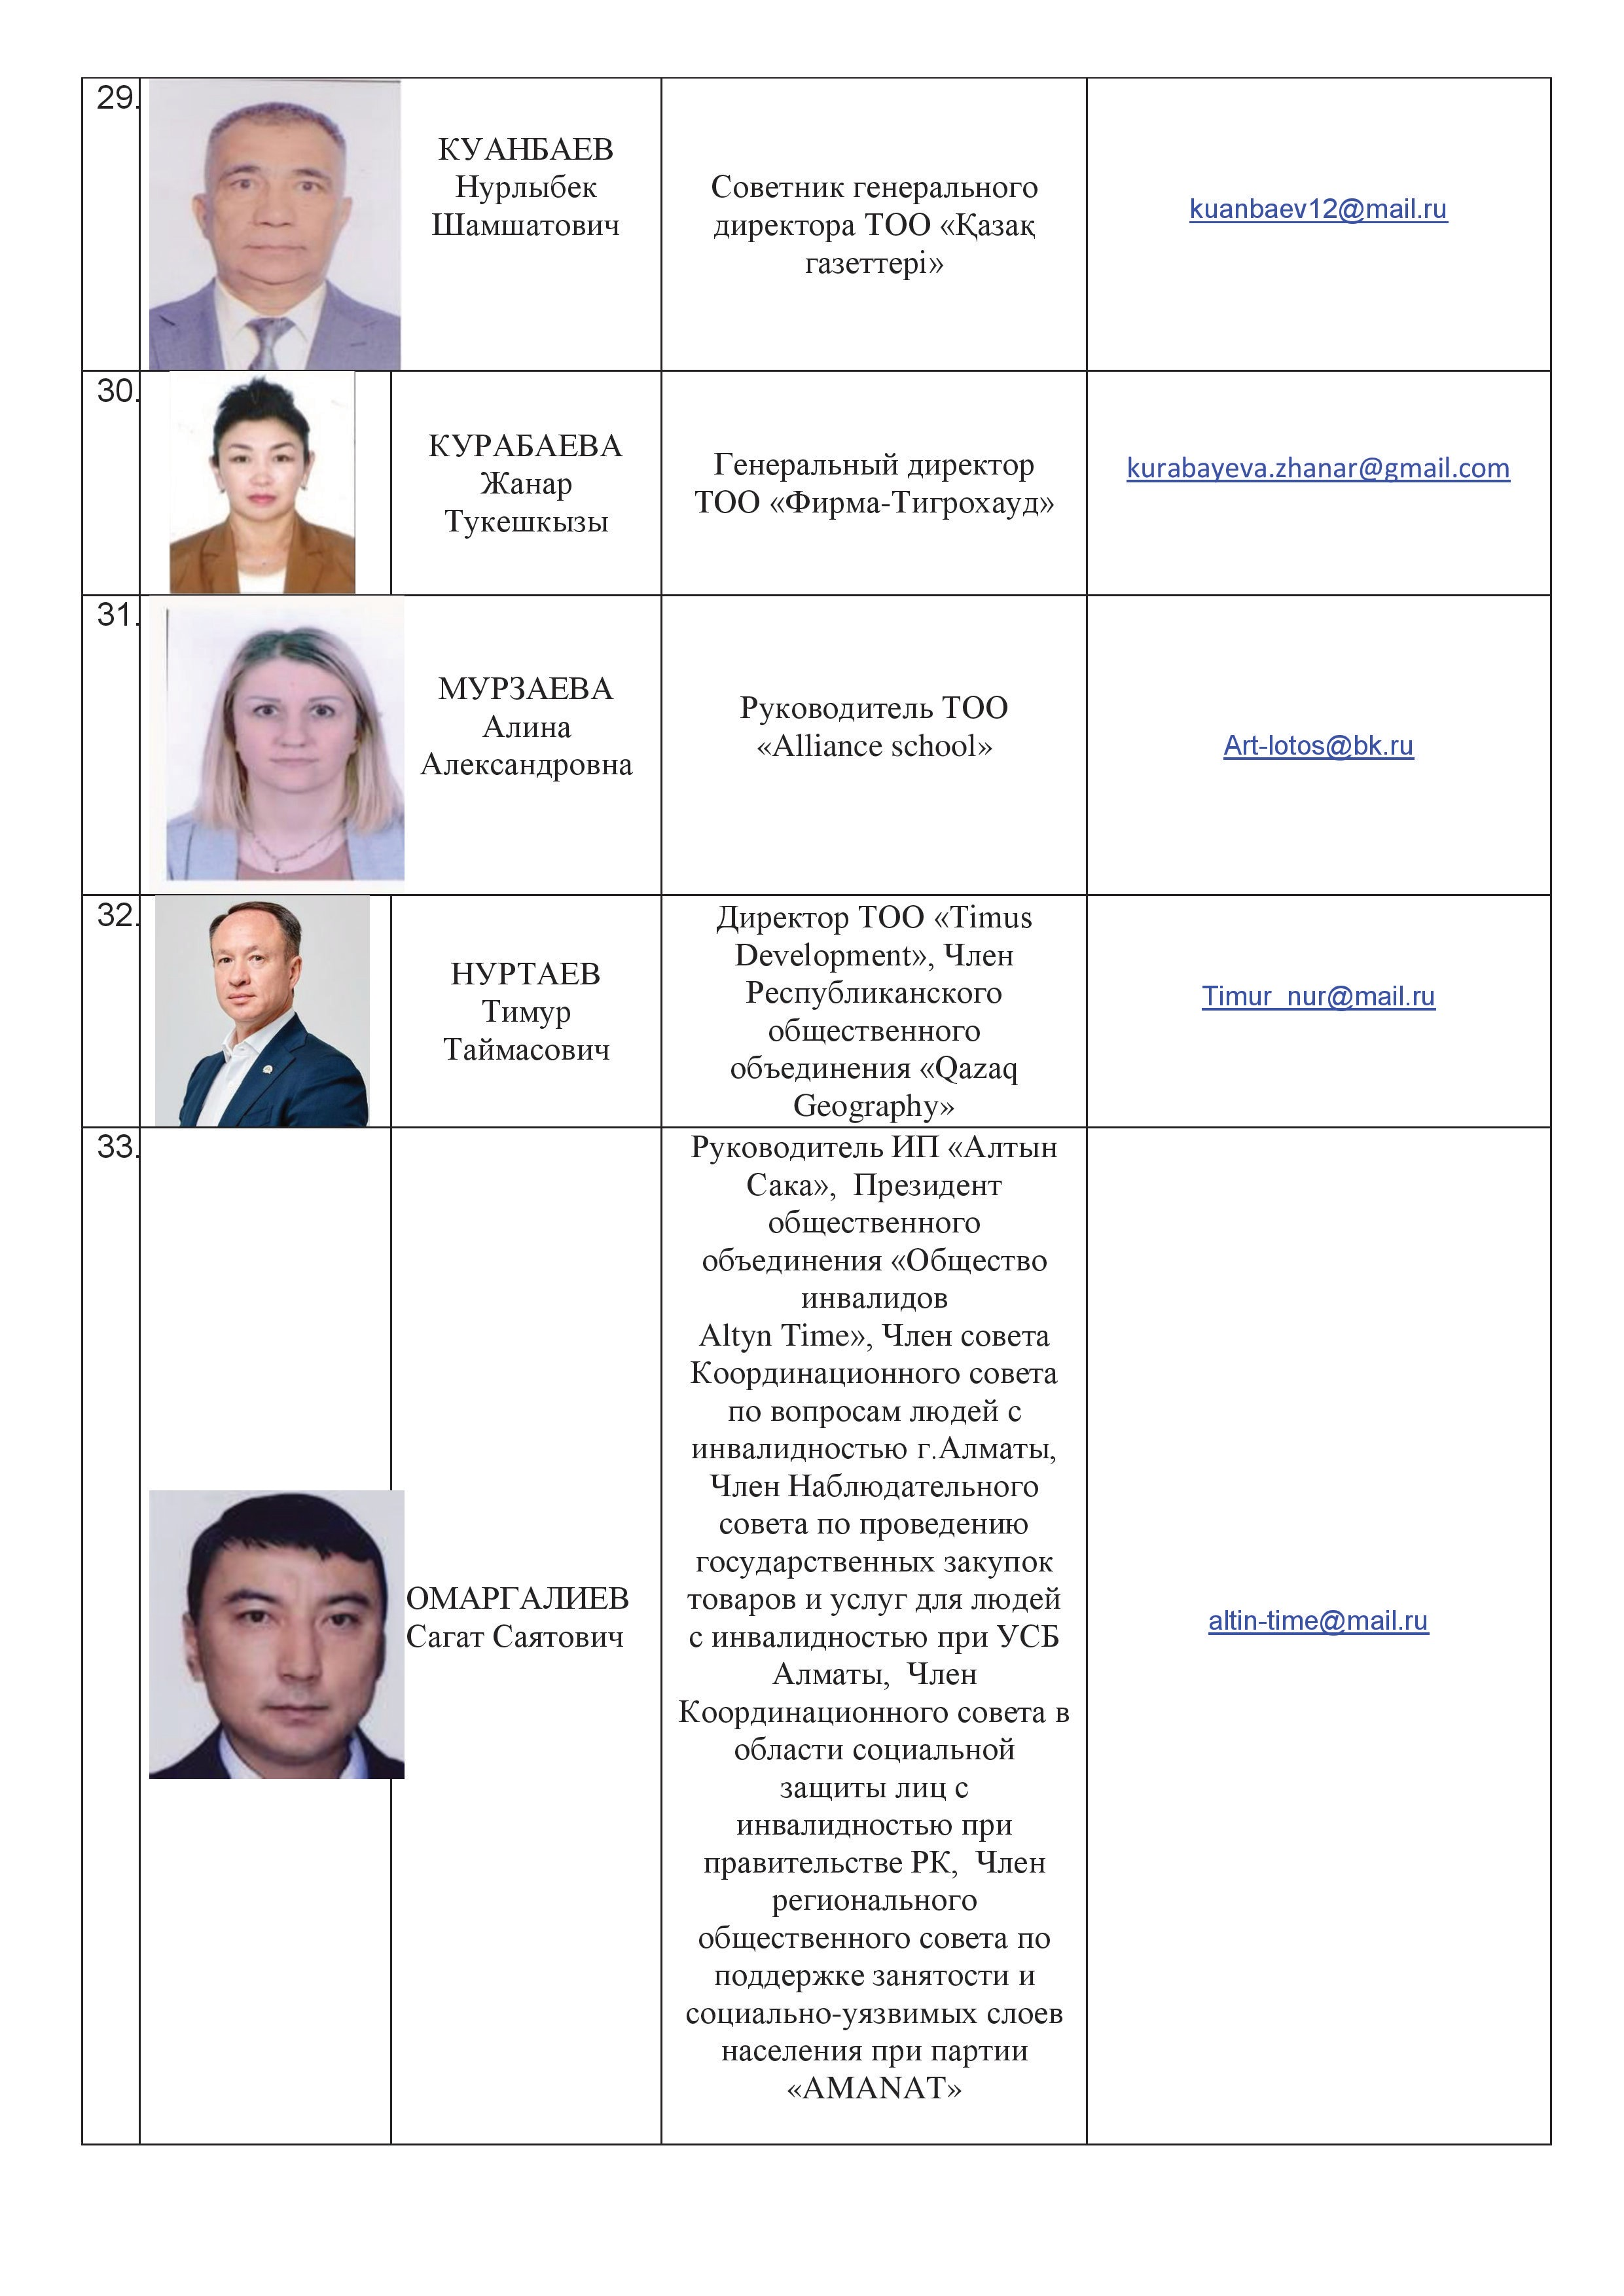 29.
КУАНБАЕВ
Нурлыбек
Шамшатович
Советник генерального
директора ТОО «Қазақ
газеттері»
kuanbaev12@mail.ru
30.
КУРАБАЕВА
Жанар
Тукешкызы
Генеральный директор
ТОО «Фирма-Тигрохауд»
kurabayeva.zhanar@gmail.com
31.
МУРЗАЕВА
Алина
Александровна
Руководитель ТОО
«Alliance school»
Art-lotos@bk.ru
32.
НУРТАЕВ
Тимур
Таймасович
Директор ТОО «Timus
Development», Член
Республиканского
общественного
объединения «Qazaq
Geography»
Timur_nur@mail.ru
33.
ОМАРГАЛИЕВ
Сагат Саятович
Руководитель ИП «Алтын
Сака», Президент
общественного
объединения «Общество
инвалидов
Altyn Time», Член совета
Координационного совета
по вопросам людей с
инвалидностью г.Алматы,
Член Наблюдательного
совета по проведению
государственных закупок
товаров и услуг для людей
с инвалидностью при УСБ
Алматы, Член
Координационного совета в
области социальной
защиты лиц с
инвалидностью при
правительстве РК, Член
регионального
общественного совета по
поддержке занятости и
социально-уязвимых слоев
населения при партии
«AMANAT»
altin-time@mail.ru